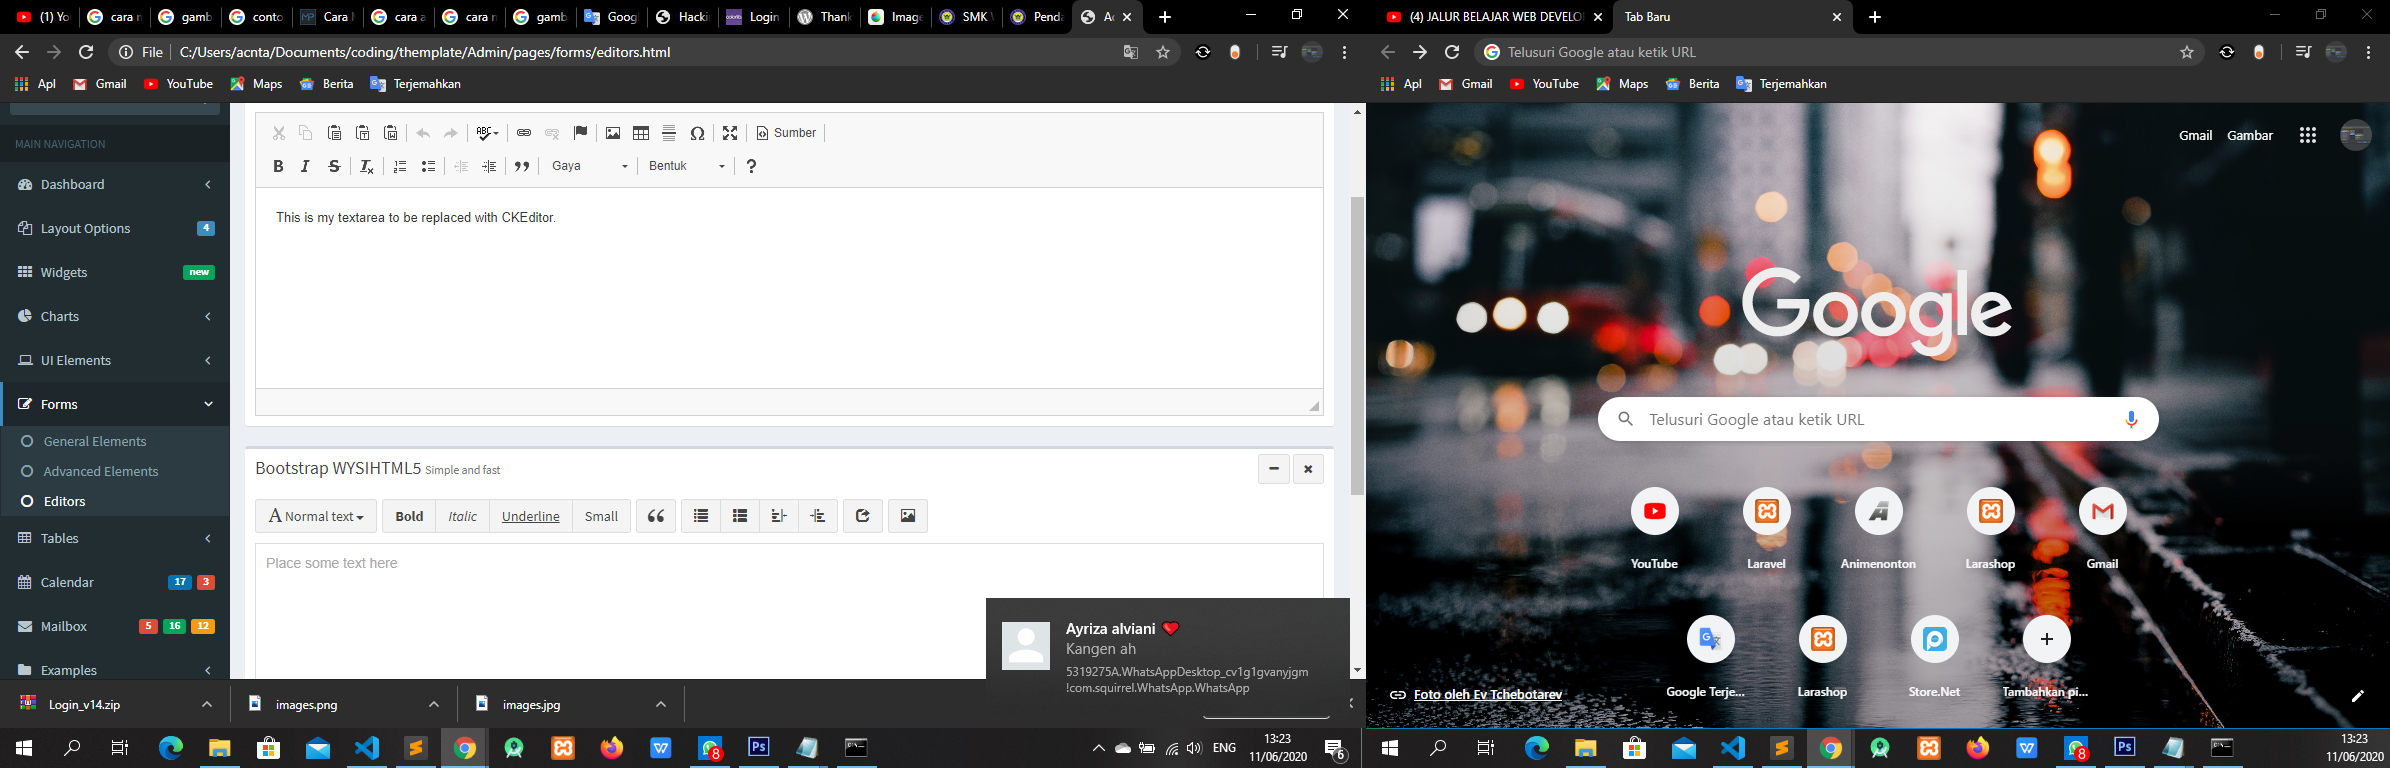 (1) Yo
cara n
gamb
conto
Cara M
cara a
cara n
gamb
Goog
Hacki
Login
Thank
Image
SMK
Penda
Ac
File
C:/Users/acnta/Documents/coding/themplate/Admin/pages/forms/editors.html
Apl
Gmail
YouTube
Maps
Berita
Terjemahkan
MAIN NAVIGATION
Dashboard
Layout Options 4
Widgets new
Charts
UI Elements
Forms
General Elements
Advanced Elements
Editors
Tables
Calendar 17 3
Mailbox 5 16 12
Examples
Sumber
Gaya
Bentuk
This is my textarea to be replaced with CKEditor.
Bootstrap WYSIHTML5 Simple and fast
Normal text
Bold
Italic
Underline
Small
Place some text here
Ayriza alviani
Kangen ah
5319275A.WhatsAppDesktop_cv1g1gvanyjgm
!com.squirrel.WhatsApp.WhatsApp
Login_v14.zip
images.png
images.jpg
8
ENG
13:23
11/06/2020
6
(4) JALUR BELAJAR WEB DEVELO
Tab Baru
Telusuri Google atau ketik URL
Apl
Gmail
YouTube
Maps
Berita
Terjemahkan
Gmail
Gambar
Google
Telusuri Google atau ketik URL
YouTube
Laravel
Animenonton
Larashop
Gmail
Google Terje...
Larashop
Store.Net
Tambahkan pi...
Foto oleh Ev Tchebotarev
8
13:23
11/06/2020